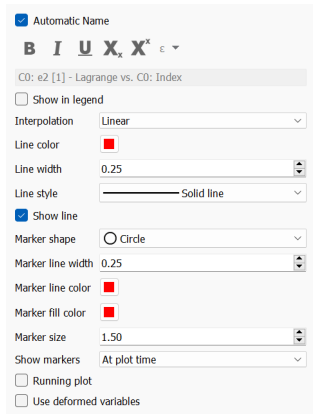 Automatic Name
B I U Xx Xx ε
C0: e2 [1] - Lagrange vs. C0: Index
Show in legend
Interpolation Linear
Line color
Line width 0.25
Line style Solid line
Show line
Marker shape Circle
Marker line width 0.25
Marker line color
Marker fill color
Marker size 1.50
Show markers At plot time
Running plot
Use deformed variables